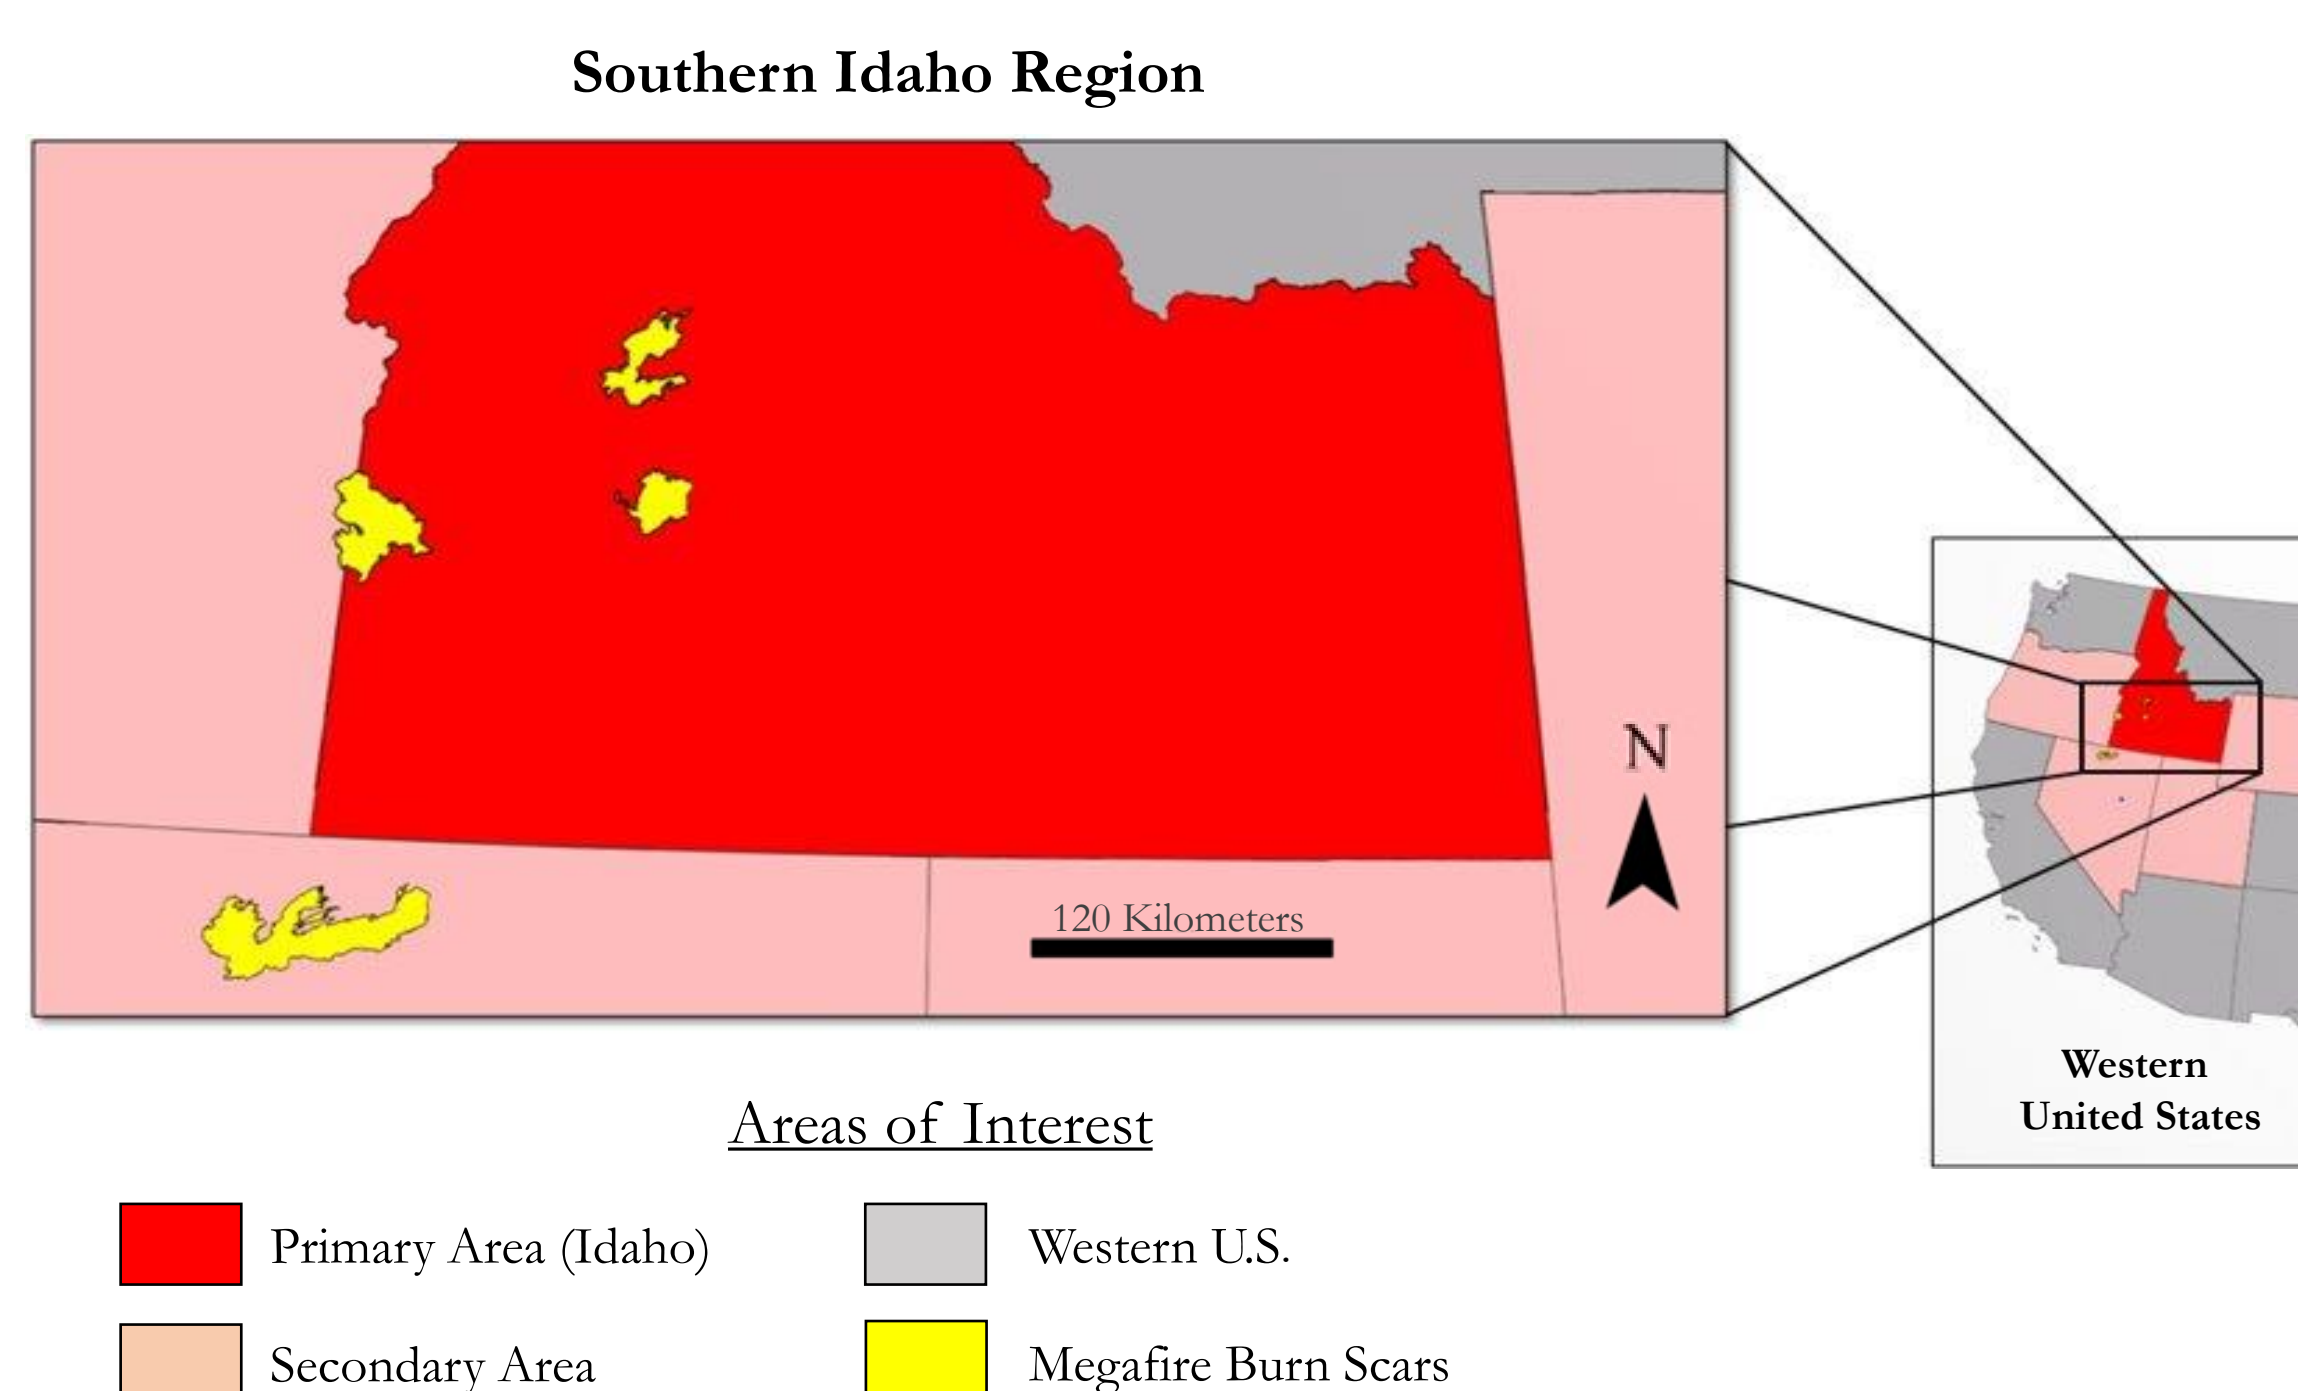 Southern Idaho Region
N
120 Kilometers
Western
United States
Areas of Interest
Primary Area (Idaho)
Western U.S.
Secondary Area
Megafire Burn Scars